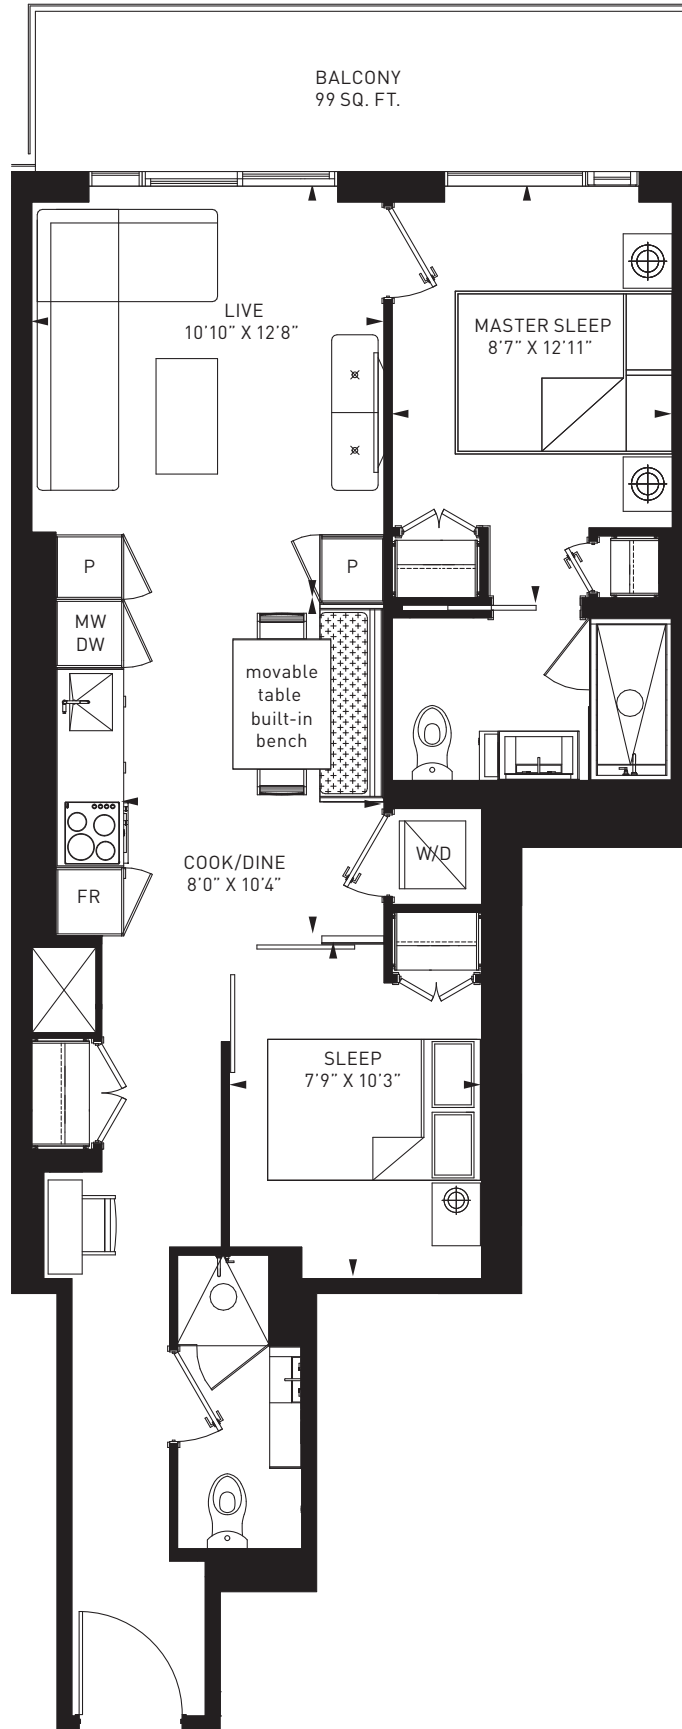 BALCONY
99 SQ. FT.
LIVE
10'10" X 12'8"
MASTER SLEEP
8'7" X 12'11"
P
P
MW
DW
movable
table
built-in
bench
COOK/DINE
8'0" X 10'4"
W/D
FR
SLEEP
7'9" X 10'3"